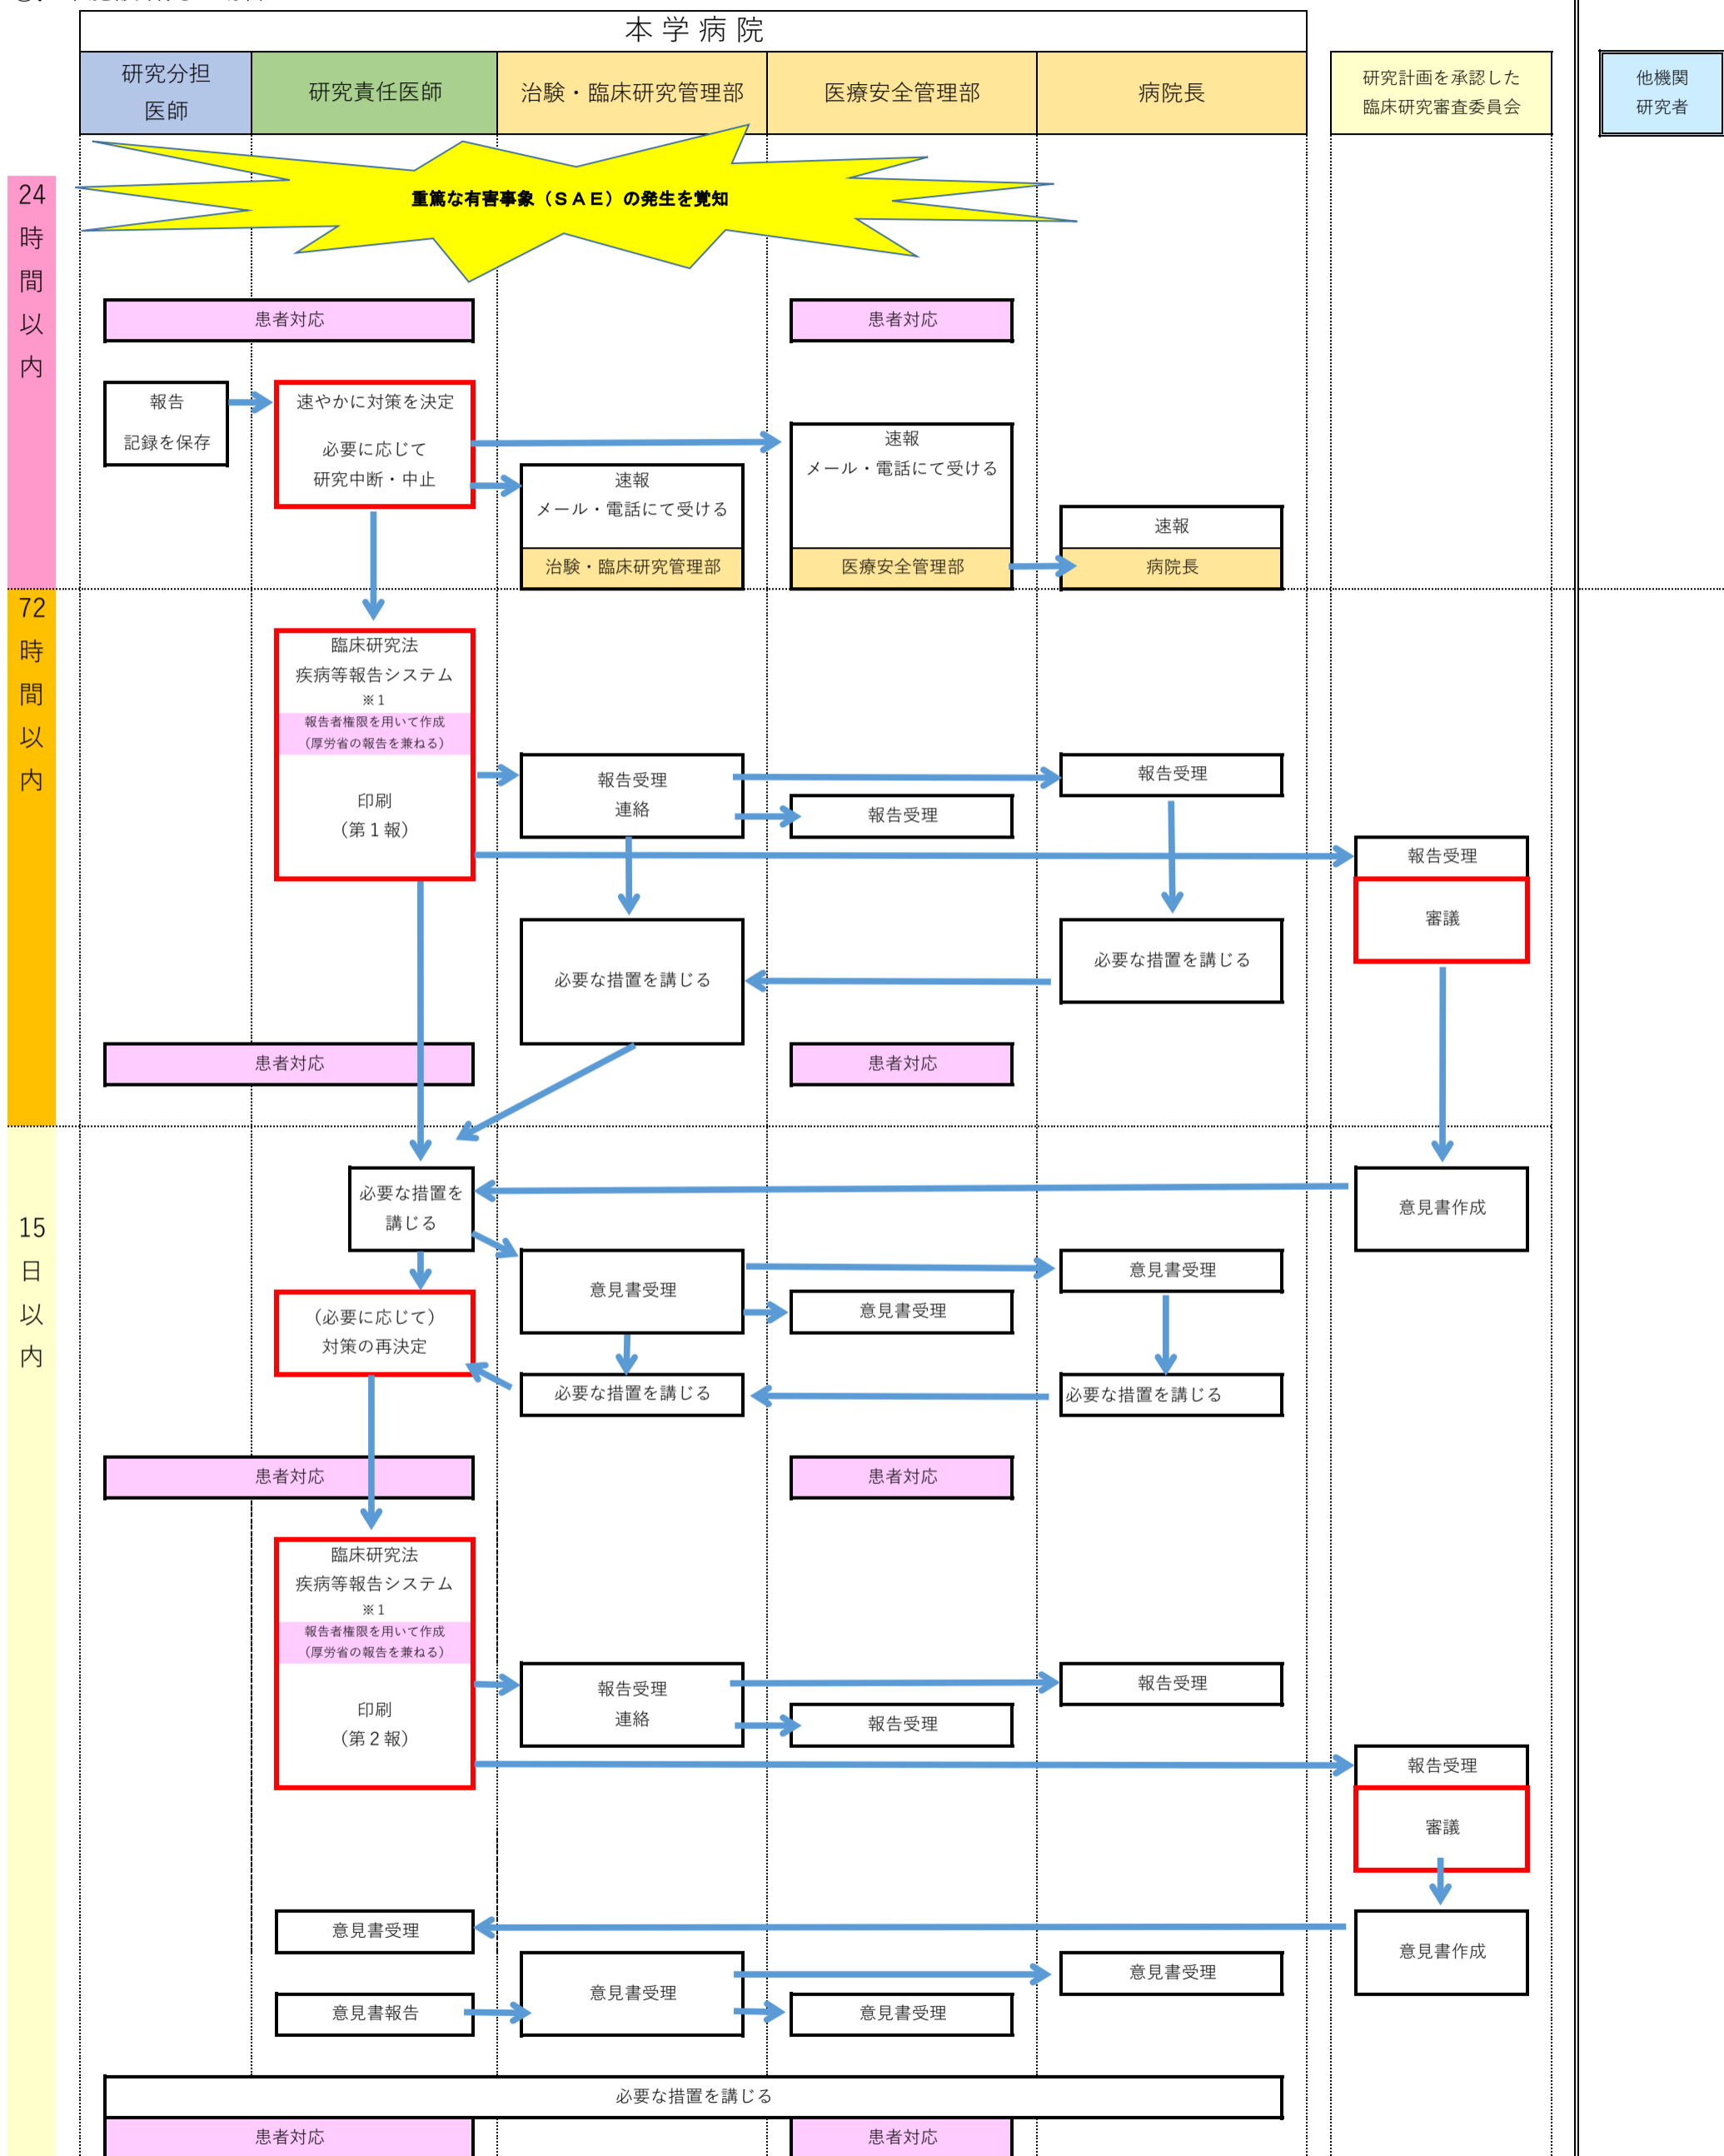 本学病院
研究分担
医師
研究責任医師
治験・臨床研究管理部
医療安全管理部
病院長
研究計画を承認した
臨床研究審査委員会
他機関
研究者
重篤な有害事象（ＳＡＥ）の発生を覚知
24
時
間
以
内
患者対応
患者対応
報告
記録を保存
速やかに対策を決定
必要に応じて
研究中断・中止
速報
メール・電話にて受ける
治験・臨床研究管理部
速報
メール・電話にて受ける
医療安全管理部
速報
病院長
72
時
間
以
内
臨床研究法
疾病等報告システム
※１
報告者権限を用いて作成
（厚労省の報告を兼ねる）
印刷
（第１報）
報告受理
連絡
報告受理
報告受理
報告受理
審議
必要な措置を講じる
必要な措置を講じる
患者対応
患者対応
15
日
以
内
必要な措置を
講じる
意見書作成
意見書受理
意見書受理
意見書受理
（必要に応じて）
対策の再決定
必要な措置を講じる
必要な措置を講じる
患者対応
患者対応
臨床研究法
疾病等報告システム
※１
報告者権限を用いて作成
（厚労省の報告を兼ねる）
印刷
（第２報）
報告受理
連絡
報告受理
報告受理
報告受理
審議
意見書受理
意見書作成
意見書受理
意見書受理
意見書報告
意見書受理
必要な措置を講じる
患者対応
患者対応